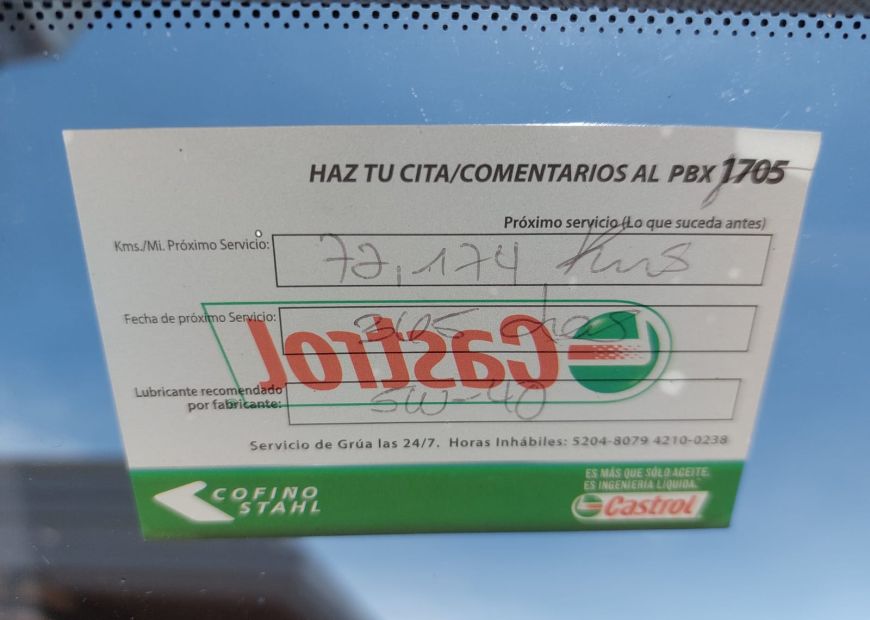 HAZ TU CITA/COMENTARIOS AL PBX 1705
Próximo servicio (Lo que suceda antes)
Kms./Mi. Próximo Servicio: 72,174 Kms
Fecha de próximo Servicio:
Castrol
Lubricante recomendado
por fabricante: 5W-40
Servicio de Grúa las 24/7. Horas Inhábiles: 5204-8079 4210-0238
COFINO
STAHL
ES MÁS QUE SÓLO ACEITE.
ES INGENIERÍA LÍQUIDA.
Castrol